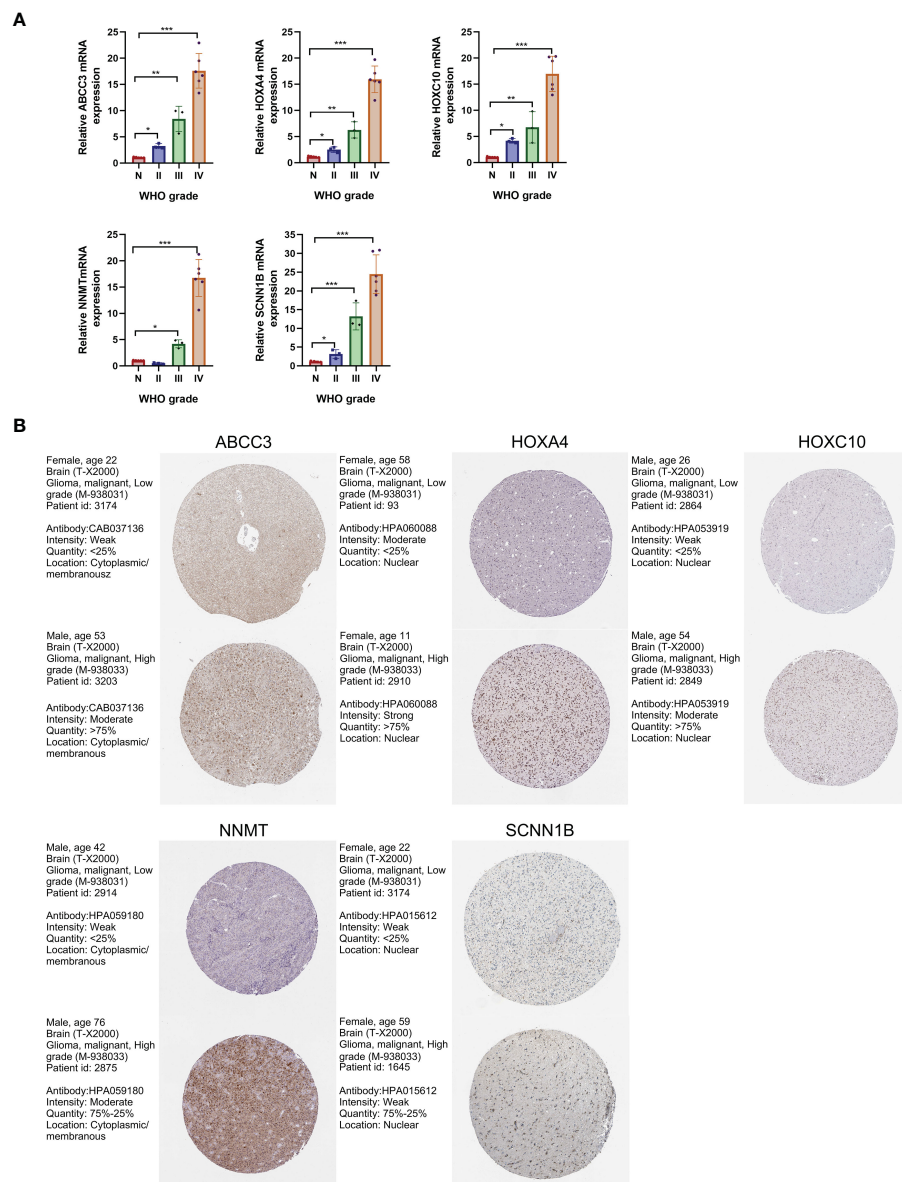 A
Relative ABCC3 mRNA
expression
25
20
15
10
5
0
*
**
***
N II III IV
WHO grade
Relative HOXA4 mRNA
expression
25
20
15
10
5
0
*
**
***
N II III IV
WHO grade
Relative HOXC10 mRNA
expression
25
20
15
10
5
0
*
**
***
N II III IV
WHO grade
Relative NNMTmRNA
expression
25
20
15
10
5
0
*
***
N II III IV
WHO grade
Relative SCNN1B mRNA
expression
35
30
25
20
15
10
5
0
*
***
***
N II III IV
WHO grade
B
ABCC3
Female, age 22
Brain (T-X2000)
Glioma, malignant, Low
grade (M-938031)
Patient id: 3174
Antibody:CAB037136
Intensity: Weak
Quantity: <25%
Location: Cytoplasmic/
membranousz
Male, age 53
Brain (T-X2000)
Glioma, malignant, High
grade (M-938033)
Patient id: 3203
Antibody:CAB037136
Intensity: Moderate
Quantity: >75%
Location: Cytoplasmic/
membranous
HOXA4
Female, age 58
Brain (T-X2000)
Glioma, malignant, Low
grade (M-938031)
Patient id: 93
Antibody:HPA060088
Intensity: Moderate
Quantity: <25%
Location: Nuclear
Female, age 11
Brain (T-X2000)
Glioma, malignant, High
grade (M-938033)
Patient id: 2910
Antibody:HPA060088
Intensity: Strong
Quantity: >75%
Location: Nuclear
HOXC10
Male, age 26
Brain (T-X2000)
Glioma, malignant, Low
grade (M-938031)
Patient id: 2864
Antibody:HPA053919
Intensity: Weak
Quantity: <25%
Location: Nuclear
Male, age 54
Brain (T-X2000)
Glioma, malignant, High
grade (M-938033)
Patient id: 2849
Antibody:HPA053919
Intensity: Moderate
Quantity: >75%
Location: Nuclear
NNMT
Male, age 42
Brain (T-X2000)
Glioma, malignant, Low
grade (M-938031)
Patient id: 2914
Antibody:HPA059180
Intensity: Weak
Quantity: <25%
Location: Cytoplasmic/
membranous
Male, age 76
Brain (T-X2000)
Glioma, malignant, High
grade (M-938033)
Patient id: 2875
Antibody:HPA059180
Intensity: Moderate
Quantity: 75%-25%
Location: Cytoplasmic/
membranous
SCNN1B
Female, age 22
Brain (T-X2000)
Glioma, malignant, Low
grade (M-938031)
Patient id: 3174
Antibody:HPA015612
Intensity: Weak
Quantity: <25%
Location: Nuclear
Female, age 59
Brain (T-X2000)
Glioma, malignant, High
grade (M-938033)
Patient id: 1645
Antibody:HPA015612
Intensity: Weak
Quantity: 75%-25%
Location: Nuclear